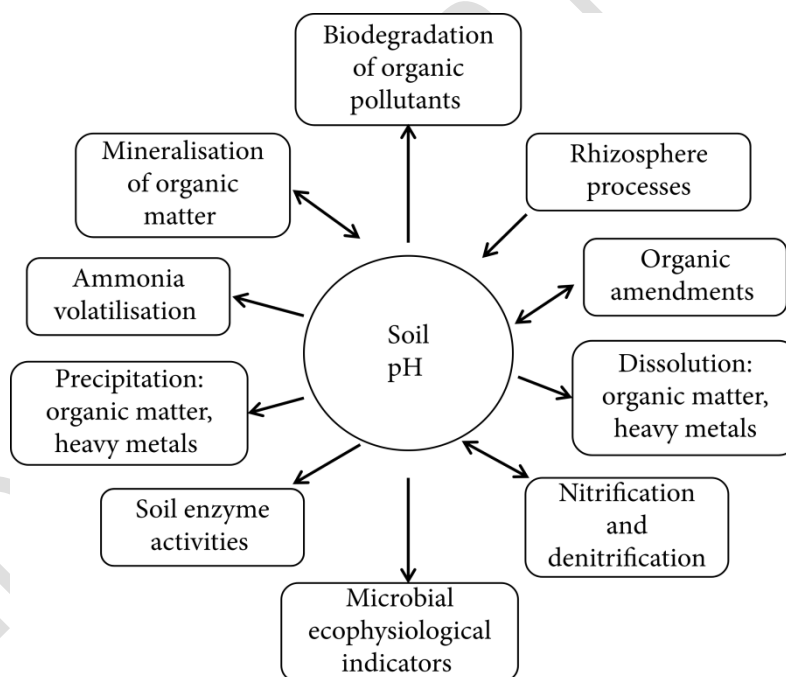 Biodegradation
of organic
pollutants
Mineralisation
of organic
matter
Rhizosphere
processes
Ammonia
volatilisation
Organic
amendments
Soil
pH
Precipitation:
organic matter,
heavy metals
Dissolution:
organic matter,
heavy metals
Soil enzyme
activities
Nitrification
and
denitrification
Microbial
ecophysiological
indicators